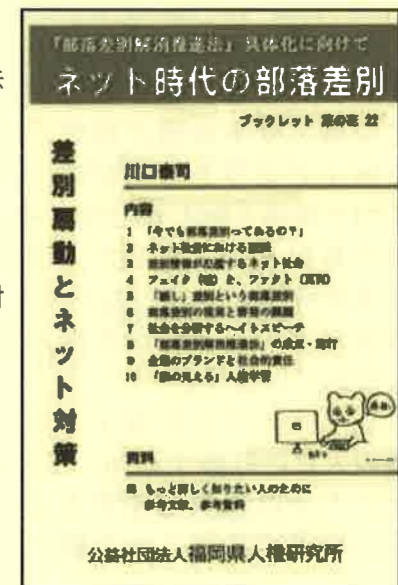 「部落差別解消推進法」具体化に向けて
ネット時代の部落差別
ブックレット 菜の花 22
差別扇動とネット対策
川口泰司
内容
1 「今でも部落差別ってあるの?」
2 ネット社会における
3 差別情報が氾濫するネット社会
4 フェイク(嘘)を、ファクト(真実)
5 「晒し」差別という部落差別
6 部落差別の現実と啓発の課題
7 社会を分断するヘイトスピーチ
8 「部落差別解消推進法」の成立・施行
9 企業のブランドと社会的責任
10 「顔の見える」人権学習
資料
もっと詳しく知りたい人のために
参考文献、参考資料
公益社団法人福岡県人権研究所